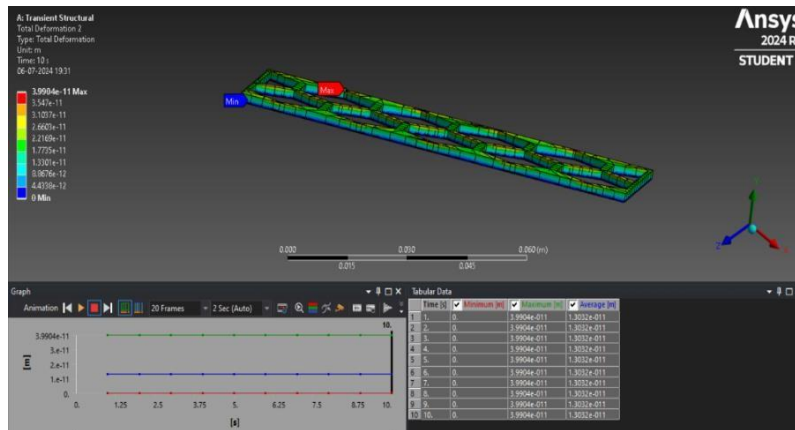 A: Transient Structural
Total Deformation 2
Type: Total Deformation
Unit: m
Time: 10 s
06-07-2024 19:31
3.9904e-11 Max
3.547e-11
3.1037e-11
2.6603e-11
2.2169e-11
1.7735e-11
1.3301e-11
8.8676e-12
4.4338e-12
0 Min
Ansys
2024 R
STUDENT
Max
Min
0.000 0.030 0.060 (m)
0.015 0.045
Y
X
Z
Graph
Animation 20 Frames 2 Sec (Auto)
10.
3.9904e-11
3.e-11
2.e-11
1.e-11
0.
[m]
0. 1.25 2.5 3.75 5. 6.25 7.5 8.75 10.
[s]
Tabular Data
Time [s] Minimum [m] Maximum [m] Average [m]
1 1. 0. 3.9904e-011 1.3032e-011
2 2. 0. 3.9904e-011 1.3032e-011
3 3. 0. 3.9904e-011 1.3032e-011
4 4. 0. 3.9904e-011 1.3032e-011
5 5. 0. 3.9904e-011 1.3032e-011
6 6. 0. 3.9904e-011 1.3032e-011
7 7. 0. 3.9904e-011 1.3032e-011
8 8. 0. 3.9904e-011 1.3032e-011
9 9. 0. 3.9904e-011 1.3032e-011
10 10. 0. 3.9904e-011 1.3032e-011